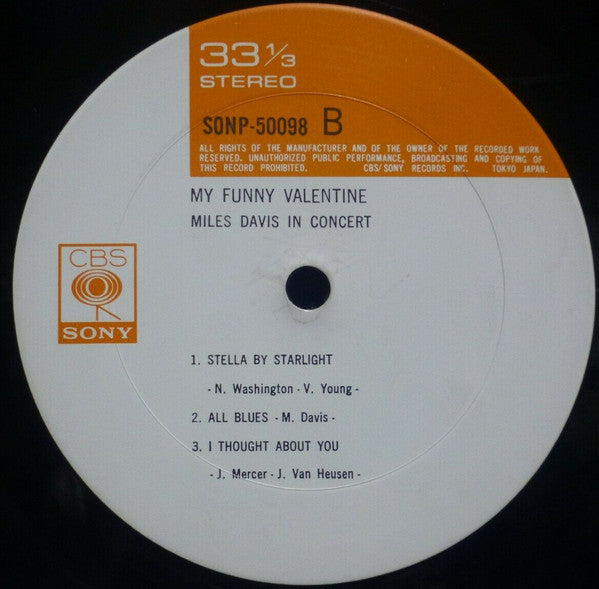 33 1/3
STEREO
SONP-50098 B
ALL RIGHTS OF THE MANUFACTURER AND OF THE OWNER OF THE RECORDED WORK
RESERVED. UNAUTHORIZED PUBLIC PERFORMANCE, BROADCASTING AND COPYING OF
THIS RECORD PROHIBITED. CBS/SONY RECORDS INC. TOKYO JAPAN.
MY FUNNY VALENTINE
MILES DAVIS IN CONCERT
CBS
SONY
1. STELLA BY STARLIGHT
- N. Washington - V. Young -
2. ALL BLUES - M. Davis -
3. I THOUGHT ABOUT YOU
- J. Mercer - J. Van Heusen -